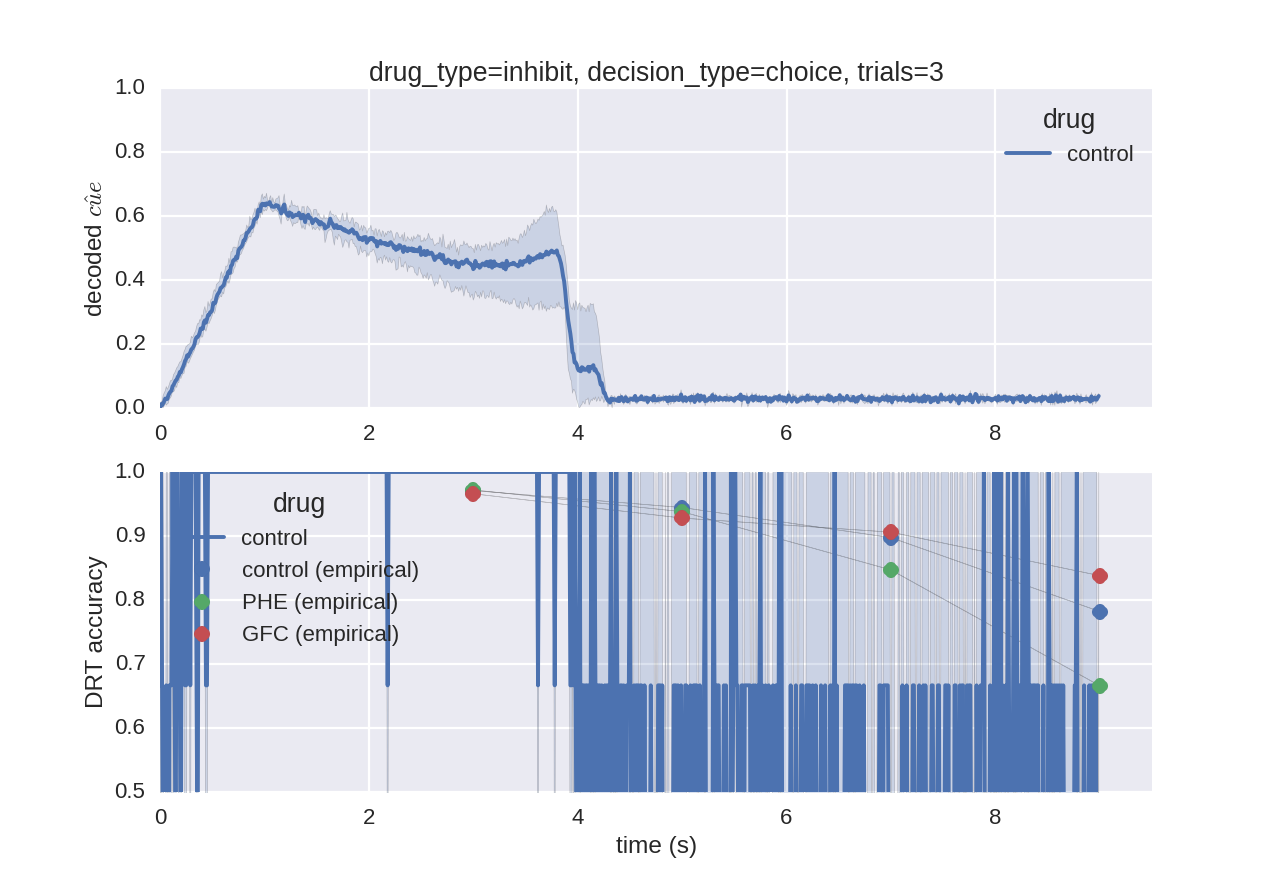 drug_type=inhibit, decision_type=choice, trials=3
1.0
0.8
0.6
0.4
0.2
0.0
decoded cûe
drug
control
0 2 4 6 8
1.0
0.9
0.8
0.7
0.6
0.5
DRT accuracy
drug
control
control (empirical)
PHE (empirical)
GFC (empirical)
0 2 4 6 8
time (s)